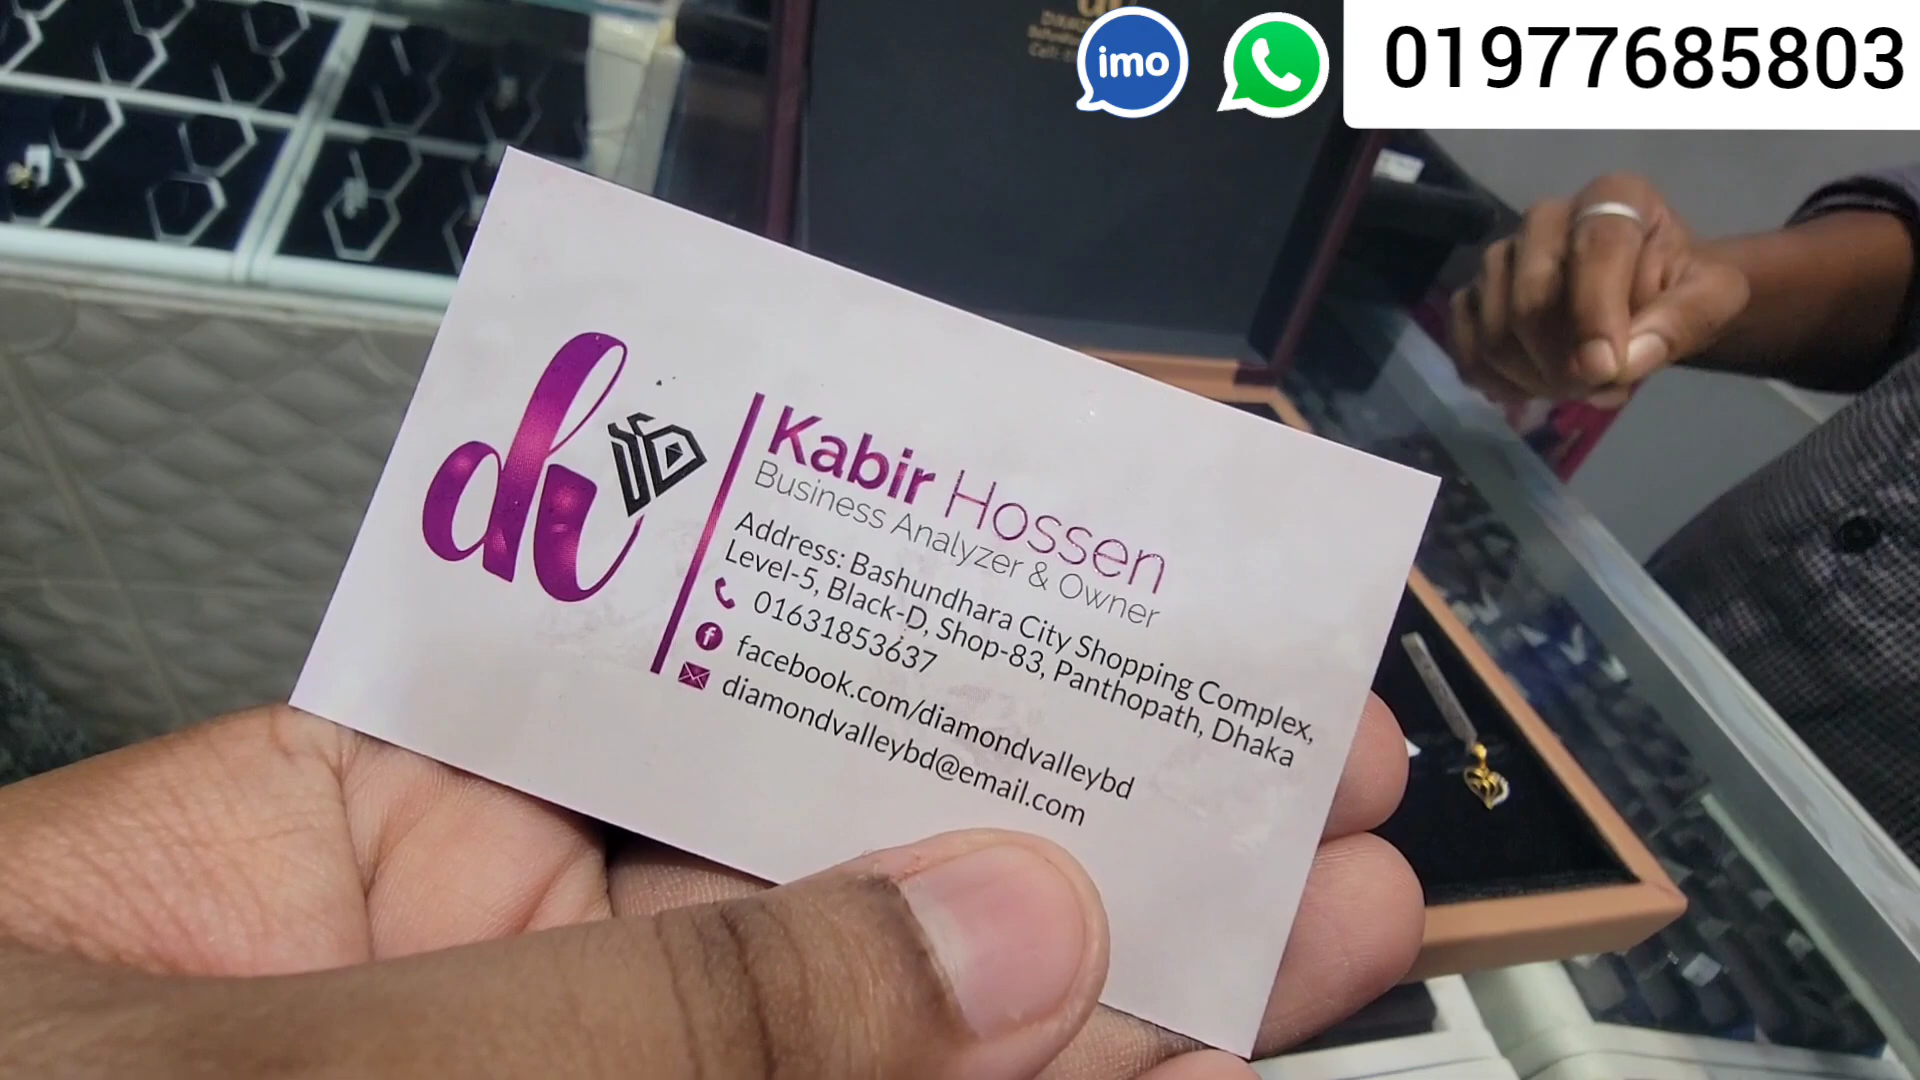 imo
01977685803
Kabir Hossen
Business Analyzer & Owner
Address: Bashundhara City Shopping Complex,
Level-5, Black-D, Shop-83, Panthopath, Dhaka
01631853637
facebook.com/diamondvalleybd
diamondvalleybd@email.com